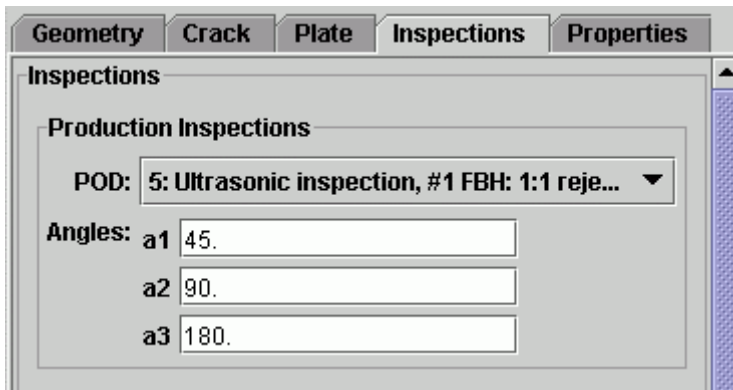 Geometry Crack Plate Inspections Properties
Inspections
Production Inspections
POD: 5: Ultrasonic inspection, #1 FBH: 1:1 reje...
Angles: a1 45.
a2 90.
a3 180.